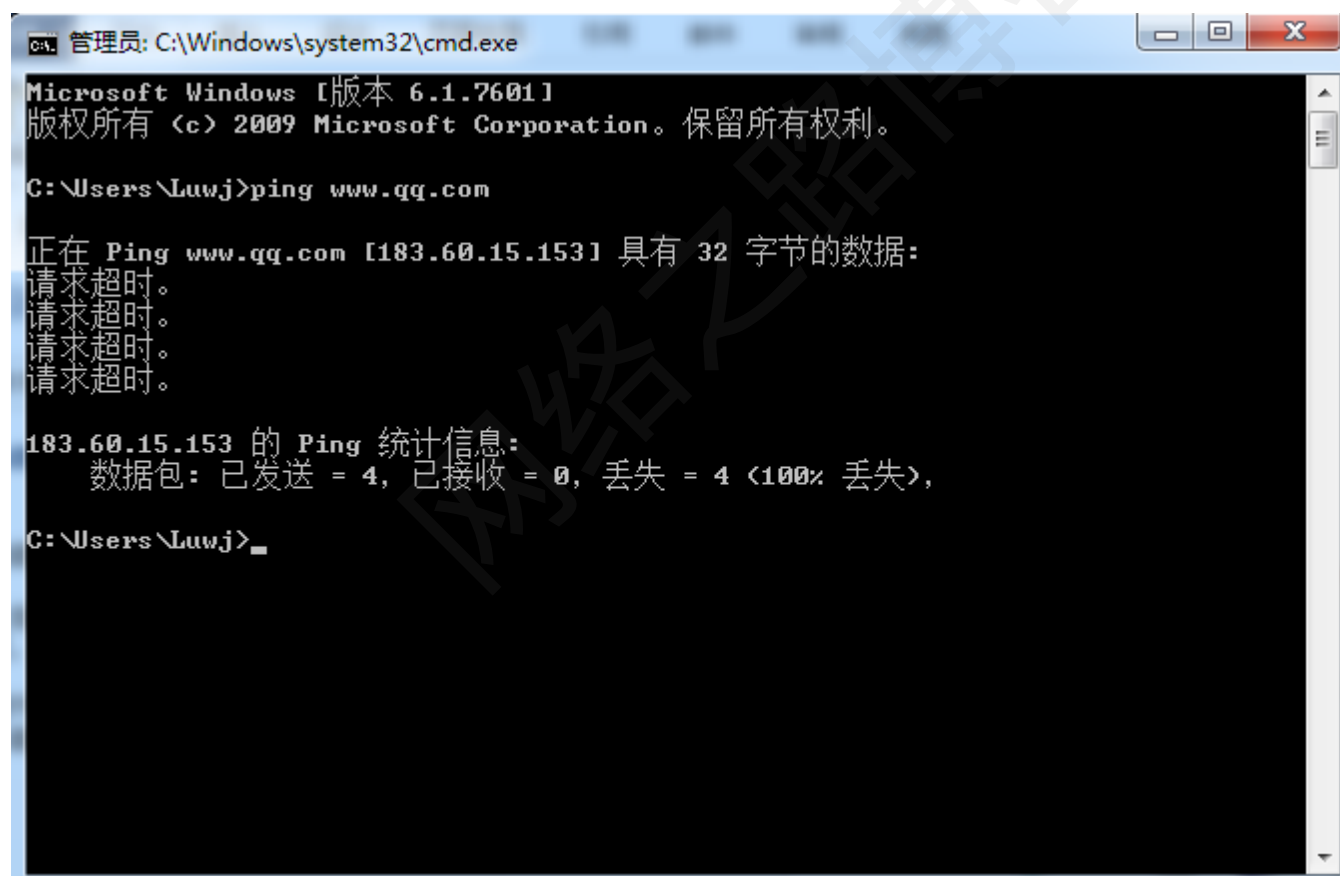 管理员: C:\Windows\system32\cmd.exe
Microsoft Windows [版本 6.1.7601]
版权所有 (c) 2009 Microsoft Corporation。保留所有权利。
C:\Users\Luwj>ping www.qq.com
正在 Ping www.qq.com [183.60.15.153] 具有 32 字节的数据:
请求超时。
请求超时。
请求超时。
请求超时。
183.60.15.153 的 Ping 统计信息:
数据包: 已发送 = 4, 已接收 = 0, 丢失 = 4 (100% 丢失),
C:\Users\Luwj>_
网络之路博